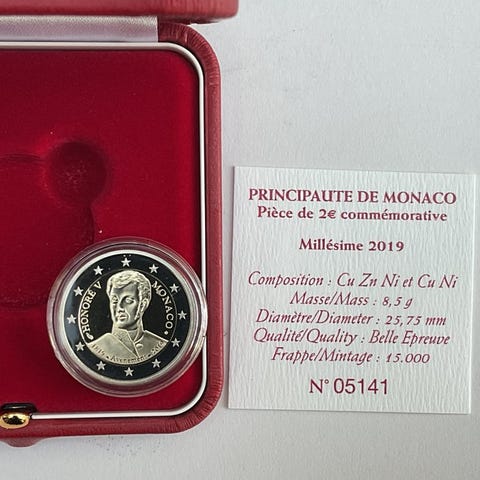 HONORÉ V
MONACO
PRINCIPAUTE DE MONACO
Pièce de 2€ commémorative
Millésime 2019
Composition : Cu Zn Ni et Cu Ni
Masse/Mass : 8,5 g
Diamètre/Diameter : 25,75 mm
Qualité/Quality : Belle Epreuve
Frappe/Mintage : 15.000
N° 05141